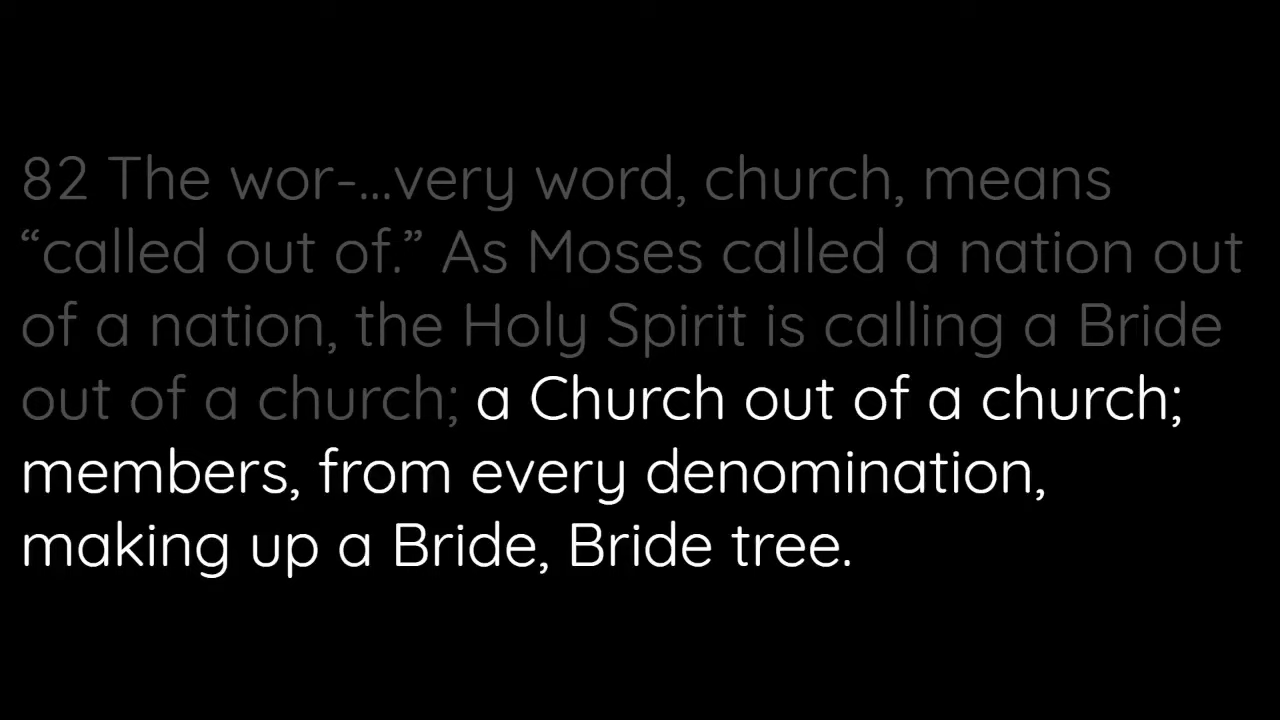 82 The wor-...very word, church, means
“called out of.” As Moses called a nation out
of a nation, the Holy Spirit is calling a Bride
out of a church; a Church out of a church;
members, from every denomination,
making up a Bride, Bride tree.